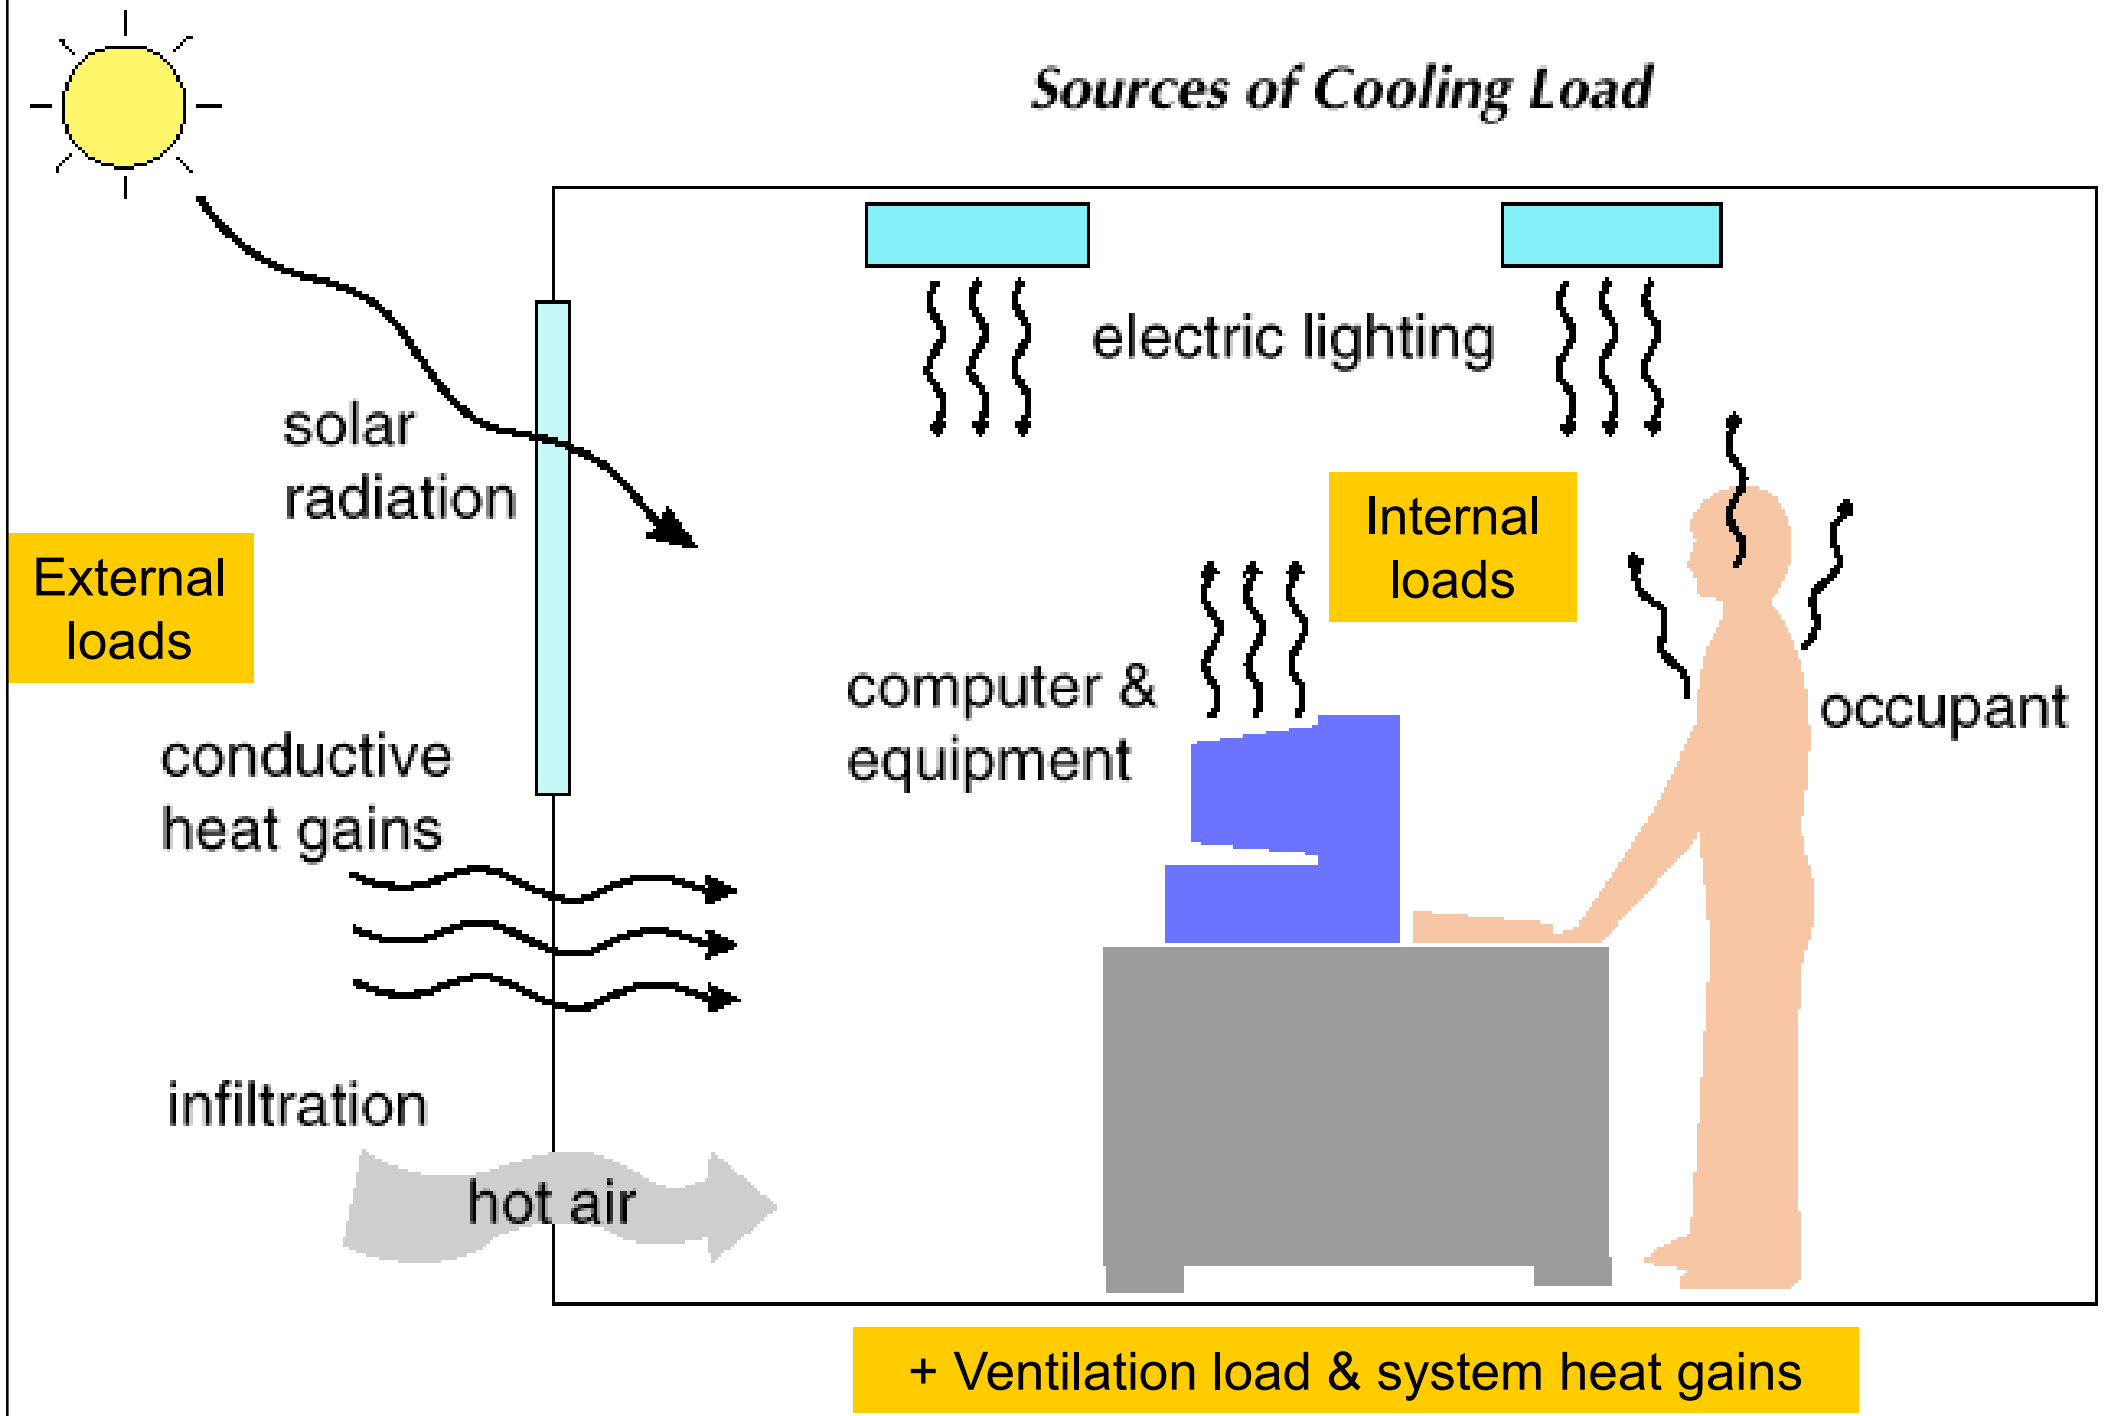 Sources of Cooling Load
electric lighting
solar
radiation
Internal
loads
External
loads
computer &
equipment
occupant
conductive
heat gains
infiltration
hot air
+ Ventilation load & system heat gains